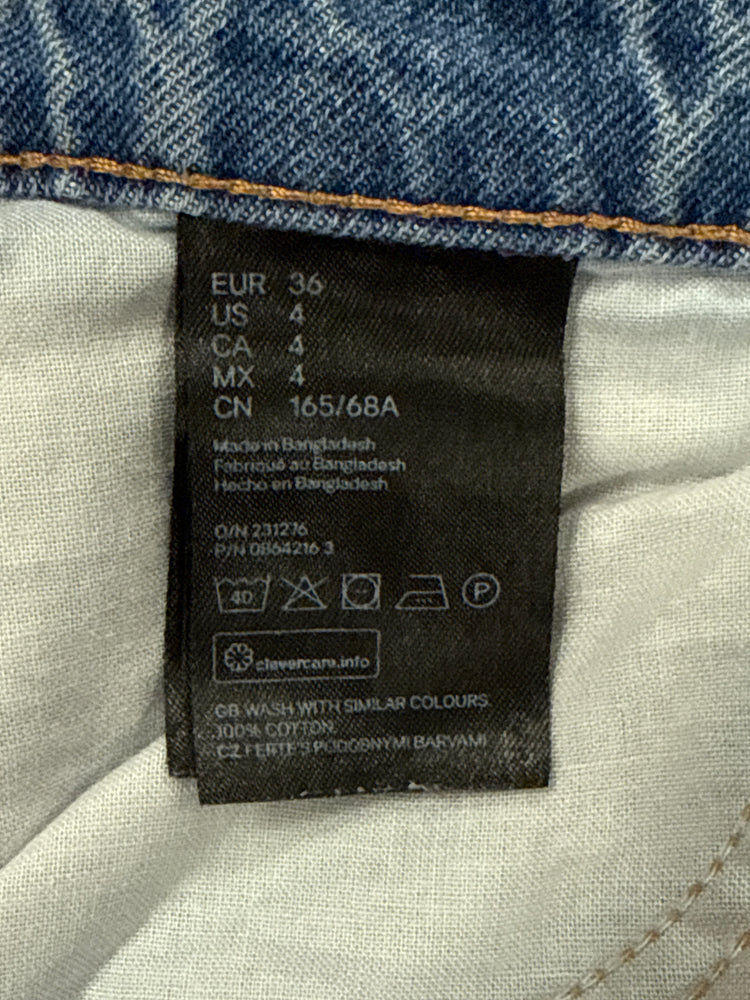 EUR 36
US 4
CA 4
MX 4
CN 165/68A
Made in Bangladesh
Fabriqué au Bangladesh
Hecho en Bangladesh
O/N 231276
P/N 0864216 3
40
P
clevercare.info
GB WASH WITH SIMILAR COLOURS
100% COTTON
CZ PERTE S PODOBNÝMI BARVAMI